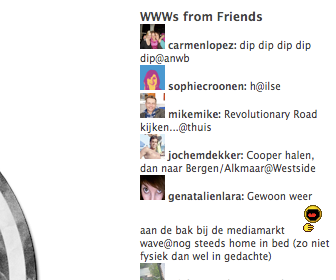 WWWs from Friends
carmenlopez: dip dip dip dip
dip@anwb
sophiecroonen: h@ilse
mikemike: Revolutionary Road
kijken...@thuis
jochemdekker: Cooper halen,
dan naar Bergen/Alkmaar@Westside
genatalienlara: Gewoon weer
aan de bak bij de mediamarkt
wave@nog steeds home in bed (zo niet
fysiek dan wel in gedachte)